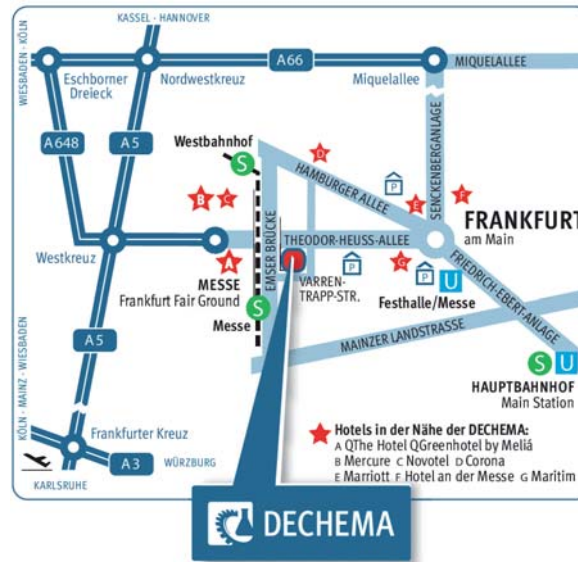 KASSEL - HANNOVER
WIESBADEN - KÖLN
A66
MIQUELALLEE
Eschborner
Dreieck
Nordwestkreuz
Miquelallee
A648
A5
Westbahnhof
S
D
HAMBURGER ALLEE
SENCKENBERGANLAGE
P
B
C
E
F
FRANKFURT
am Main
EMSER BRÜCKE
THEODOR-HEUSS-ALLEE
Westkreuz
A
MESSE
Frankfurt Fair Ground
Messe
S
VARREN-
TRAPP-STR.
P
G
P
U
Festhalle/Messe
FRIEDRICH-EBERT-ANLAGE
MAINZER LANDSTRASSE
A5
S
U
HAUPTBAHNHOF
Main Station
KÖLN - MAINZ - WIESBADEN
Frankfurter Kreuz
A3
WÜRZBURG
KARLSRUHE
Hotels in der Nähe der DECHEMA:
A QThe Hotel QGreenhotel by Meliá
B Mercure C Novotel D Corona
E Marriott F Hotel an der Messe G Maritim
DECHEMA